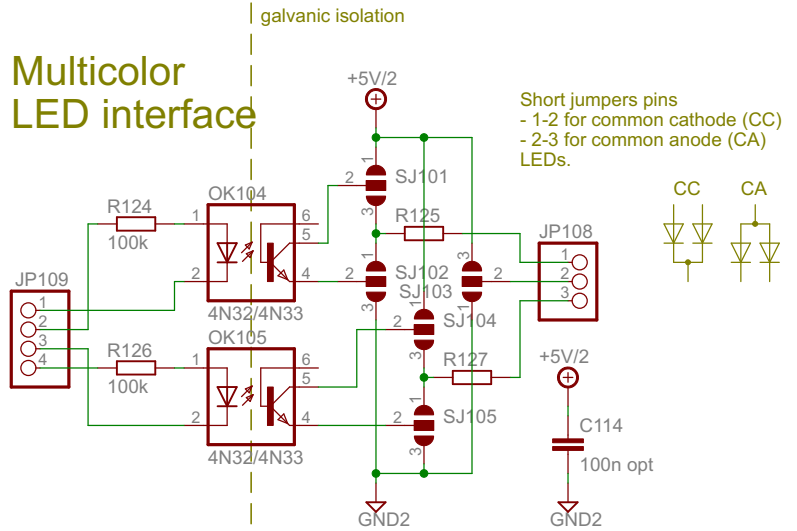 galvanic isolation
Multicolor
LED interface
+5V/2
Short jumpers pins
- 1-2 for common cathode (CC)
- 2-3 for common anode (CA)
LEDs.
CC CA
OK104
R124
100k
1
2
6
5
4
4N32/4N33
1
2
3
SJ101
R125
1
2
3
SJ102
SJ103
1
2
3
2
1
3
SJ104
JP108
1
2
3
JP109
1
2
3
4
OK105
R126
100k
1
2
6
5
4
4N32/4N33
R127
1
2
3
SJ105
+5V/2
C114
100n opt
GND2
GND2